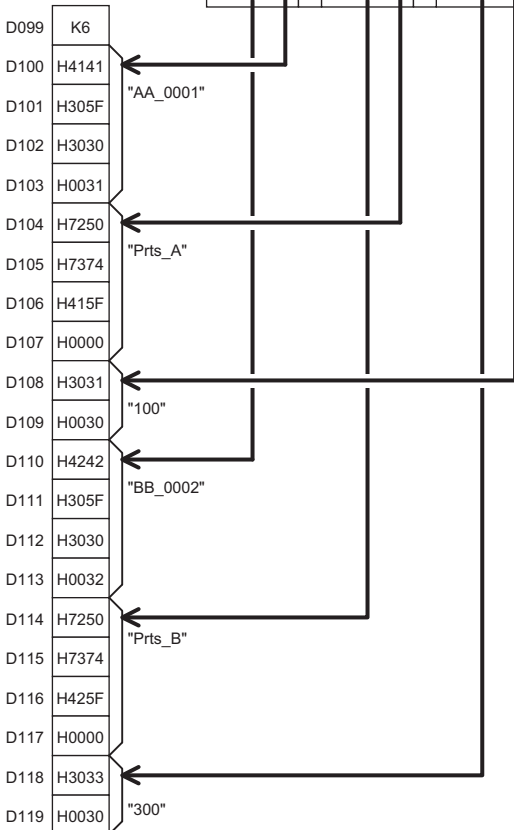 D099 K6
D100 H4141
"AA_0001"
D101 H305F
D102 H3030
D103 H0031
D104 H7250
"Prts_A"
D105 H7374
D106 H415F
D107 H0000
D108 H3031
"100"
D109 H0030
D110 H4242
"BB_0002"
D111 H305F
D112 H3030
D113 H0032
D114 H7250
"Prts_B"
D115 H7374
D116 H425F
D117 H0000
D118 H3033
"300"
D119 H0030